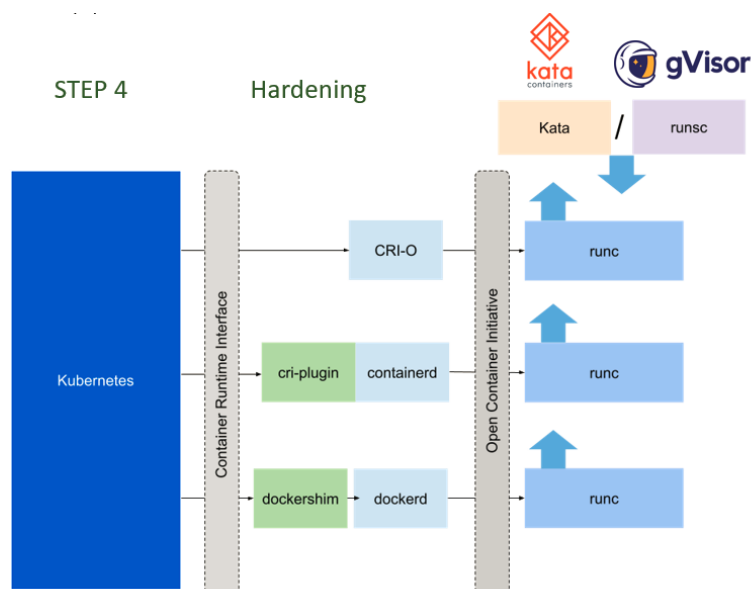 kata
containers
gVisor
STEP 4
Hardening
Kata
/
runsc
Kubernetes
Container Runtime Interface
CRI-O
Open Container Initiative
runc
cri-plugin
containerd
runc
dockershim
dockerd
runc